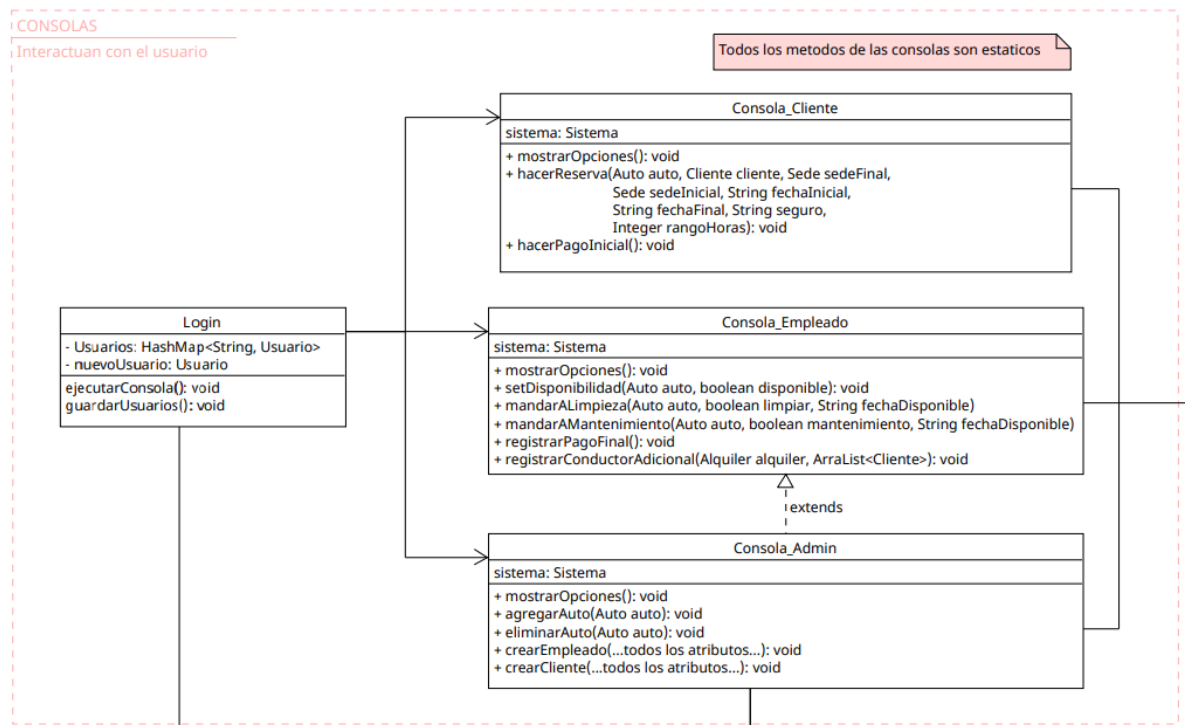 CONSOLAS
Interactuan con el usuario
Todos los metodos de las consolas son estaticos
Consola_Cliente
sistema: Sistema
+ mostrarOpciones(): void
+ hacerReserva(Auto auto, Cliente cliente, Sede sedeFinal,
Sede sedeInicial, String fechaInicial,
String fechaFinal, String seguro,
Integer rangoHoras): void
+ hacerPagoInicial(): void
Login
- Usuarios: HashMap<String, Usuario>
- nuevoUsuario: Usuario
ejecutarConsola(): void
guardarUsuarios(): void
Consola_Empleado
sistema: Sistema
+ mostrarOpciones(): void
+ setDisponibilidad(Auto auto, boolean disponible): void
+ mandarALimpieza(Auto auto, boolean limpiar, String fechaDisponible)
+ mandarAMantenimiento(Auto auto, boolean mantenimiento, String fechaDisponible)
+ registrarPagoFinal(): void
+ registrarConductorAdicional(Alquiler alquiler, ArraList<Cliente>): void
extends
Consola_Admin
sistema: Sistema
+ mostrarOpciones(): void
+ agregarAuto(Auto auto): void
+ eliminarAuto(Auto auto): void
+ crearEmpleado(...todos los atributos...): void
+ crearCliente(...todos los atributos...): void